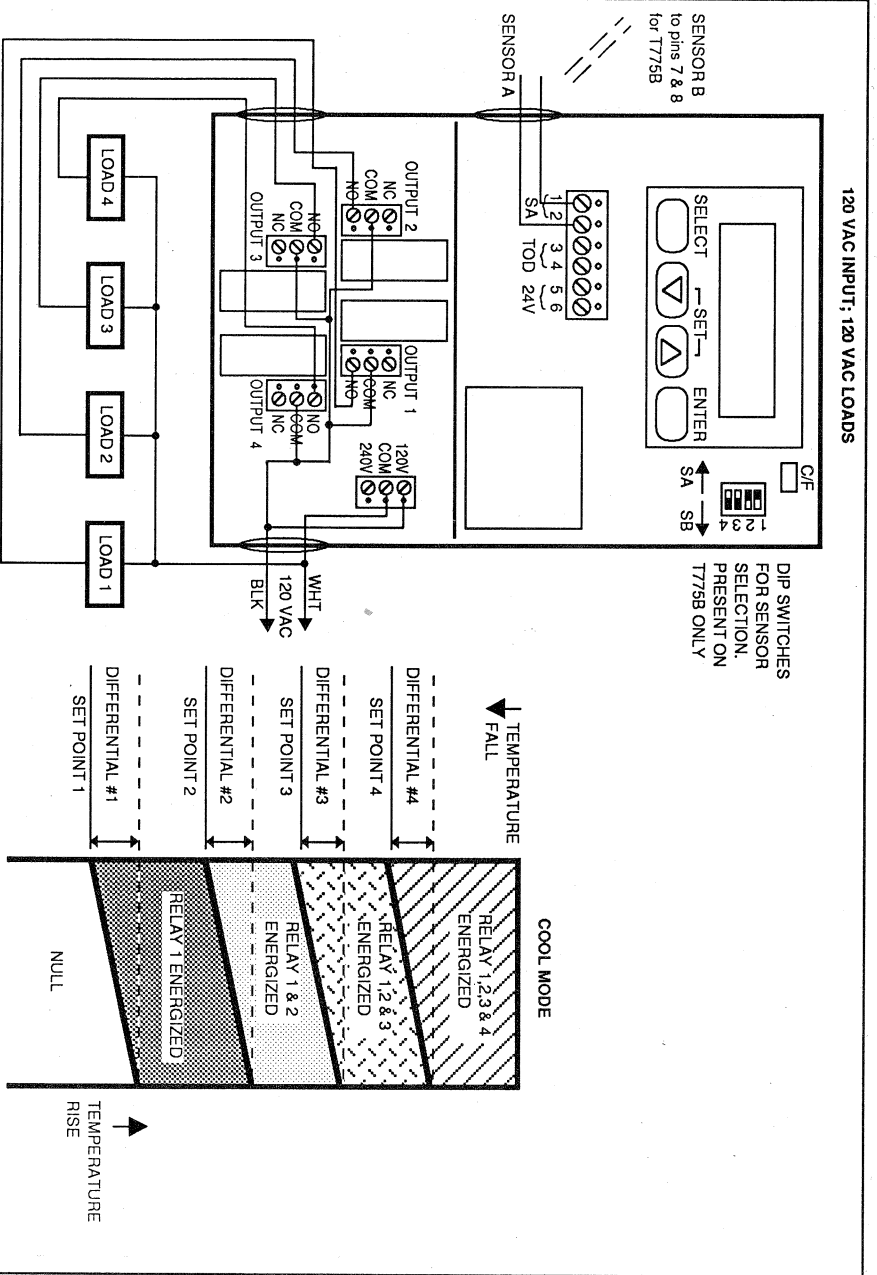 120 VAC INPUT; 120 VAC LOADS
SENSOR B
to pins 7 & 8
for T775B
SENSOR A
SELECT
SET
ENTER
C/F
1 2 3 4
SA
SB
DIP SWITCHES
FOR SENSOR
SELECTION.
PRESENT ON
T775B ONLY
1 2 3 4 5 6
SA TOD 24V
OUTPUT 2
NC
COM
NO
OUTPUT 1
NC
COM
NO
120V
COM
240V
NO
COM
NC
OUTPUT 3
NO
COM
NC
OUTPUT 4
WHT
120 VAC
BLK
LOAD 4
LOAD 3
LOAD 2
LOAD 1
COOL MODE
TEMPERATURE
FALL
DIFFERENTIAL #4
SET POINT 4
DIFFERENTIAL #3
SET POINT 3
DIFFERENTIAL #2
SET POINT 2
DIFFERENTIAL #1
SET POINT 1
RELAY 1,2,3 & 4
ENERGIZED
RELAY 1,2 & 3
ENERGIZED
RELAY 1 & 2
ENERGIZED
RELAY 1 ENERGIZED
NULL
TEMPERATURE
RISE